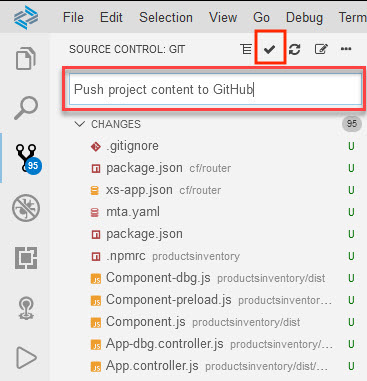 File Edit View Go Debug Term
SOURCE CONTROL: GIT
Push project content to GitHub
CHANGES 95
.gitignore U
package.json cf/router U
xs-app.json cf/router U
mta.yaml U
package.json U
.npmrc productsinventory U
Component-dbg.js productsinventory/dist U
Component-preload.js productsinventor... U
Component.js productsinventory/dist U
App-dbg.controller.js productsinvento... U
App.controller.js productsinventory/dist/... U
95